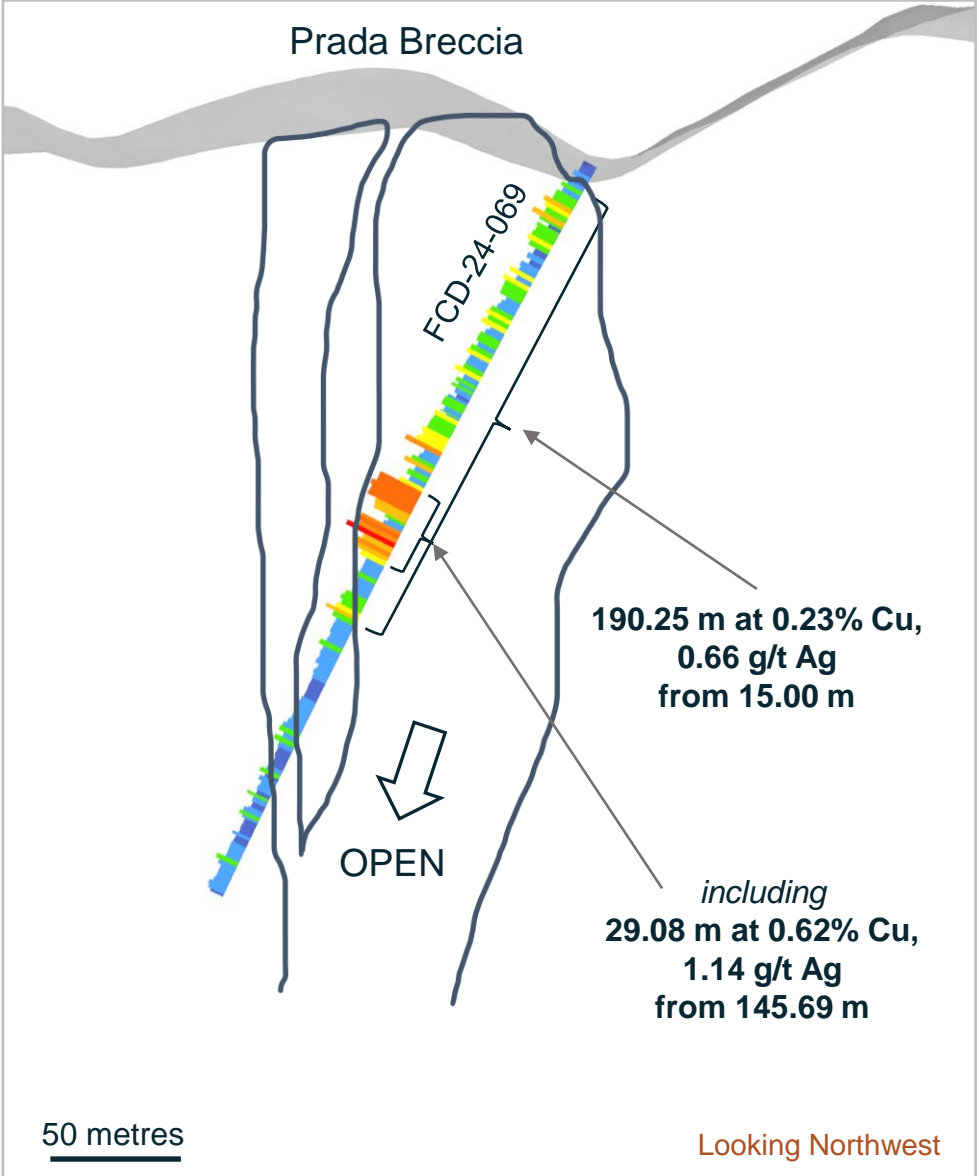 Prada Breccia
FCD-24-069
190.25 m at 0.23% Cu,
0.66 g/t Ag
from 15.00 m
OPEN
including
29.08 m at 0.62% Cu,
1.14 g/t Ag
from 145.69 m
50 metres
Looking Northwest